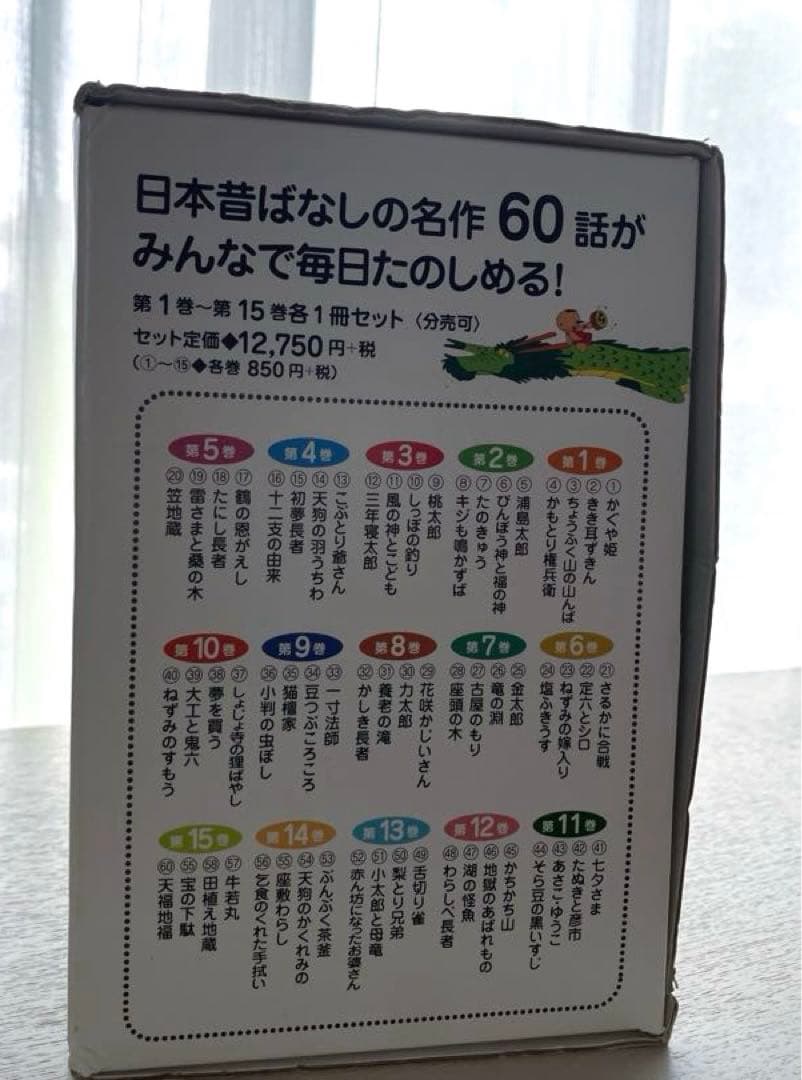 日本昔ばなしの名作 60 話が
みんなで毎日たのしめる!
第1巻〜第15巻各1冊セット〈分売可〉
セット定価◆12,750円+税
(①〜⑮◆各巻 850円+税)
第1巻
①かぐや姫
②きき耳ずきん
③ちょうふく山の山んば
④かもとり権兵衛
第2巻
⑤浦島太郎
⑥びんぼう神と福の神
⑦たのきゅう
⑧キジも鳴かずば
第3巻
⑨桃太郎
⑩しっぽの釣り
⑪風の神とこども
⑫三年寝太郎
第4巻
⑬こぶとり爺さん
⑭天狗の羽うちわ
⑮初夢長者
⑯十二支の由来
第5巻
⑰鶴の恩がえし
⑱たにし長者
⑲雷さまと桑の木
⑳笠地蔵
第6巻
㉑さるかに合戦
㉒定六とシロ
㉓ねずみの嫁入り
㉔塩ふきうす
第7巻
㉕金太郎
㉖竜の淵
㉗古屋のもり
㉘座頭の木
第8巻
㉙花咲かじいさん
㉚力太郎
㉛養老の滝
㉜かしき長者
第9巻
㉝一寸法師
㉞豆つぶころころ
㉟猫檀家
㊱小判の虫ぼし
第10巻
㊲しょじょ寺の狸ばやし
㊳夢を買う
㊴大工と鬼六
㊵ねずみのすもう
第11巻
㊶七夕さま
㊷たぬきと彦市
㊸あさこ・ゆうこ
㊹そら豆の黒いすじ
第12巻
㊺かちかち山
㊻地獄のあばれもの
㊼湖の怪魚
㊽わらしべ長者
第13巻
㊾舌切り雀
㊿梨とり兄弟
51小太郎と母竜
52赤ん坊になったお婆さん
第14巻
53ぶんぶく茶釜
54天狗のかくれみの
55座敷わらし
56乞食のくれた手拭い
第15巻
57牛若丸
58田植え地蔵
55宝の下駄
60天福地福